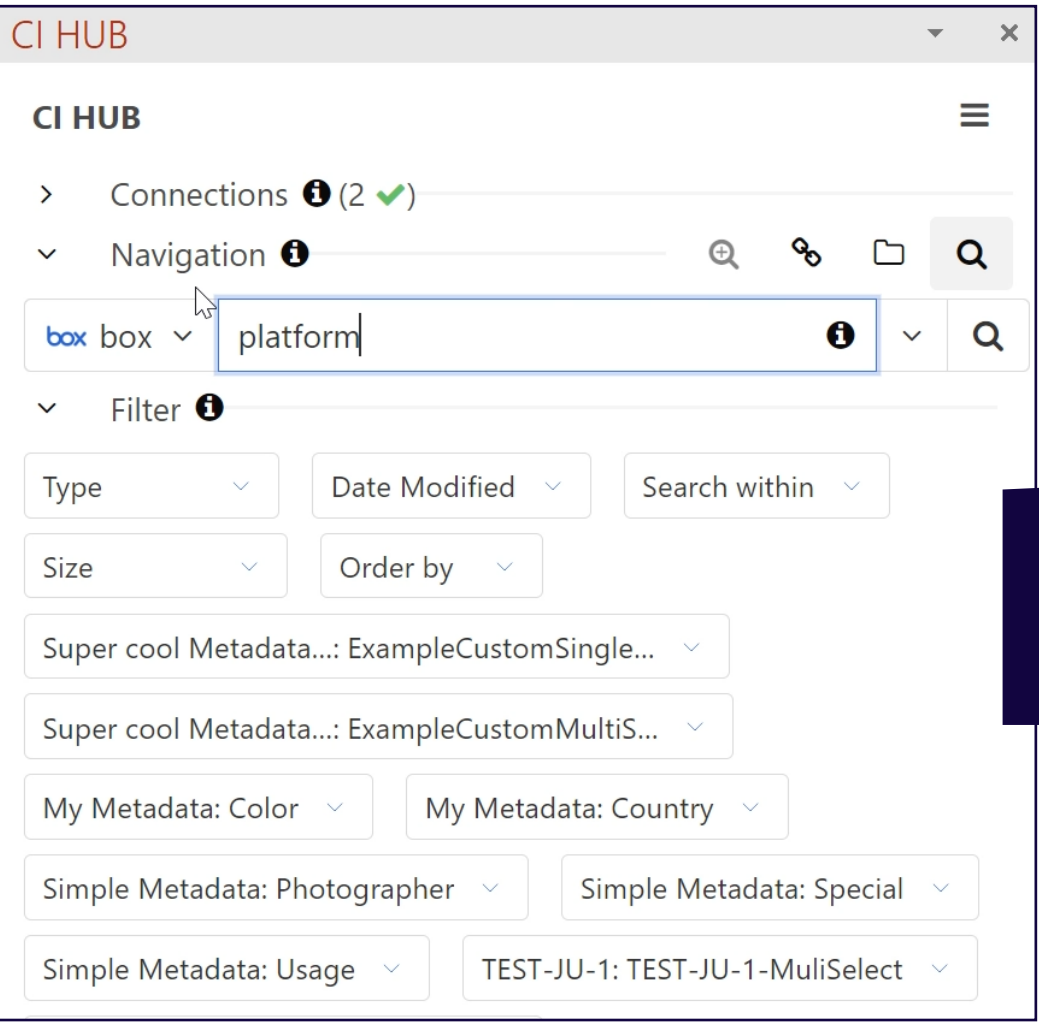 CI HUB
CI HUB
Connections (2 )
Navigation
box box platform
Filter
Type Date Modified Search within
Size Order by
Super cool Metadata...: ExampleCustomSingle...
Super cool Metadata...: ExampleCustomMultiS...
My Metadata: Color My Metadata: Country
Simple Metadata: Photographer Simple Metadata: Special
Simple Metadata: Usage TEST-JU-1: TEST-JU-1-MuliSelect